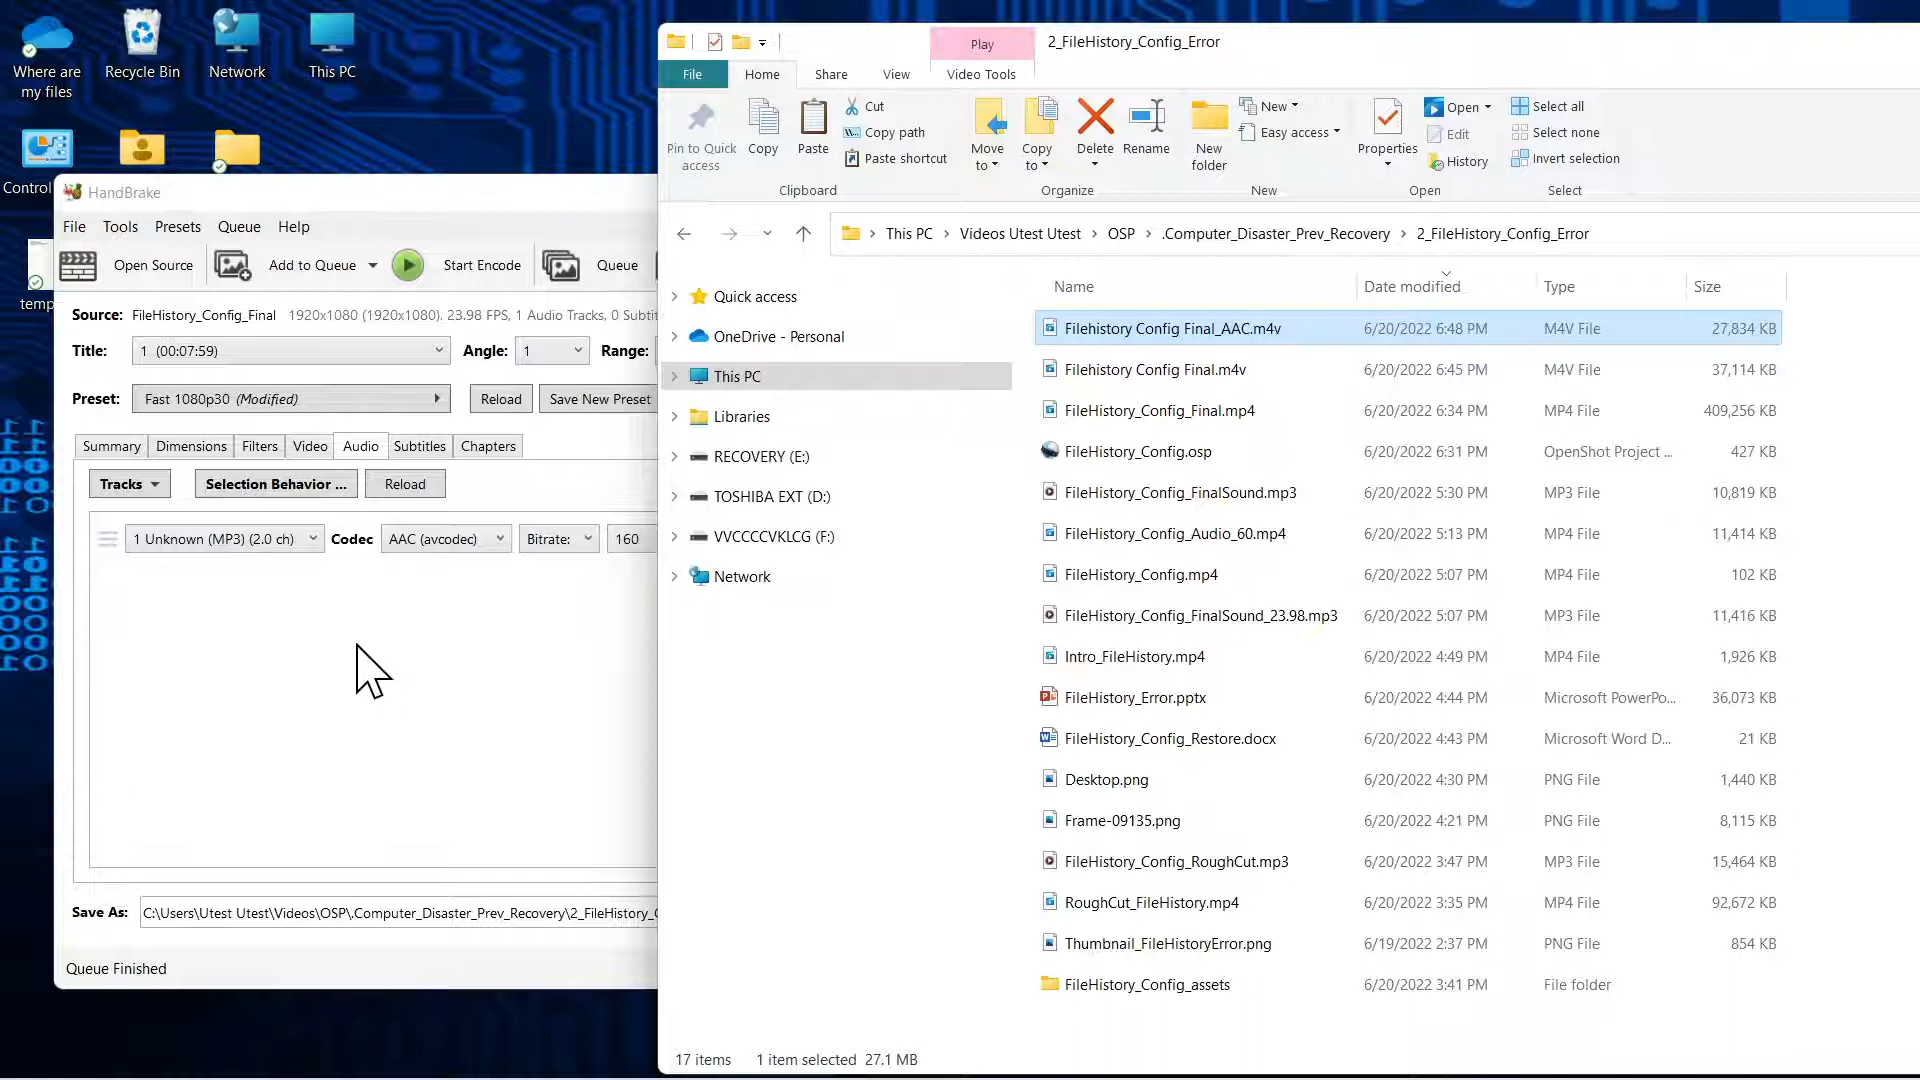 Where are
my files
Recycle Bin
Network
This PC
Control
temp
HandBrake
File Tools Presets Queue Help
Open Source Add to Queue Start Encode Queue
Source: FileHistory_Config_Final 1920x1080 (1920x1080). 23.98 FPS, 1 Audio Tracks, 0 Subtit
Title: 1 (00:07:59) Angle: 1 Range:
Preset: Fast 1080p30 (Modified) Reload Save New Preset
Summary Dimensions Filters Video Audio Subtitles Chapters
Tracks Selection Behavior ... Reload
1 Unknown (MP3) (2.0 ch) Codec AAC (avcodec) Bitrate: 160
Save As: C:\Users\Utest Utest\Videos\OSP\.Computer_Disaster_Prev_Recovery\2_FileHistory_C
Queue Finished
Play 2_FileHistory_Config_Error
File Home Share View Video Tools
Pin to Quick
access
Copy
Paste
Cut
Copy path
Paste shortcut
Clipboard
Move
to
Copy
to
Delete
Rename
Organize
New
folder
New
Easy access
New
Properties
Open
Edit
History
Open
Select all
Select none
Invert selection
Select
This PC Videos Utest Utest OSP .Computer_Disaster_Prev_Recovery 2_FileHistory_Config_Error
Quick access
OneDrive - Personal
This PC
Libraries
RECOVERY (E:)
TOSHIBA EXT (D:)
VVCCCCVKLCG (F:)
Network
Name Date modified Type Size
Filehistory Config Final_AAC.m4v 6/20/2022 6:48 PM M4V File 27,834 KB
Filehistory Config Final.m4v 6/20/2022 6:45 PM M4V File 37,114 KB
FileHistory_Config_Final.mp4 6/20/2022 6:34 PM MP4 File 409,256 KB
FileHistory_Config.osp 6/20/2022 6:31 PM OpenShot Project ... 427 KB
FileHistory_Config_FinalSound.mp3 6/20/2022 5:30 PM MP3 File 10,819 KB
FileHistory_Config_Audio_60.mp4 6/20/2022 5:13 PM MP4 File 11,414 KB
FileHistory_Config.mp4 6/20/2022 5:07 PM MP4 File 102 KB
FileHistory_Config_FinalSound_23.98.mp3 6/20/2022 5:07 PM MP3 File 11,416 KB
Intro_FileHistory.mp4 6/20/2022 4:49 PM MP4 File 1,926 KB
FileHistory_Error.pptx 6/20/2022 4:44 PM Microsoft PowerPo... 36,073 KB
FileHistory_Config_Restore.docx 6/20/2022 4:43 PM Microsoft Word D... 21 KB
Desktop.png 6/20/2022 4:30 PM PNG File 1,440 KB
Frame-09135.png 6/20/2022 4:21 PM PNG File 8,115 KB
FileHistory_Config_RoughCut.mp3 6/20/2022 3:47 PM MP3 File 15,464 KB
RoughCut_FileHistory.mp4 6/20/2022 3:35 PM MP4 File 92,672 KB
Thumbnail_FileHistoryError.png 6/19/2022 2:37 PM PNG File 854 KB
FileHistory_Config_assets 6/20/2022 3:41 PM File folder
17 items 1 item selected 27.1 MB